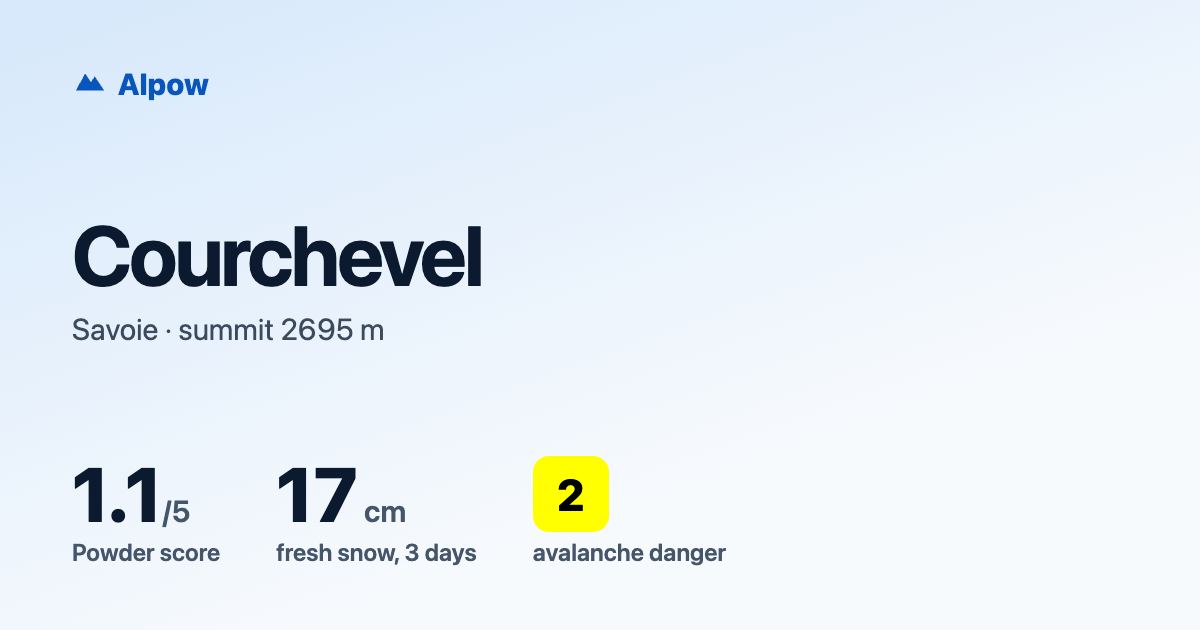 Alpow
Courchevel
Savoie · summit 2695 m
1.1/5
Powder score
17 cm
fresh snow, 3 days
2
avalanche danger